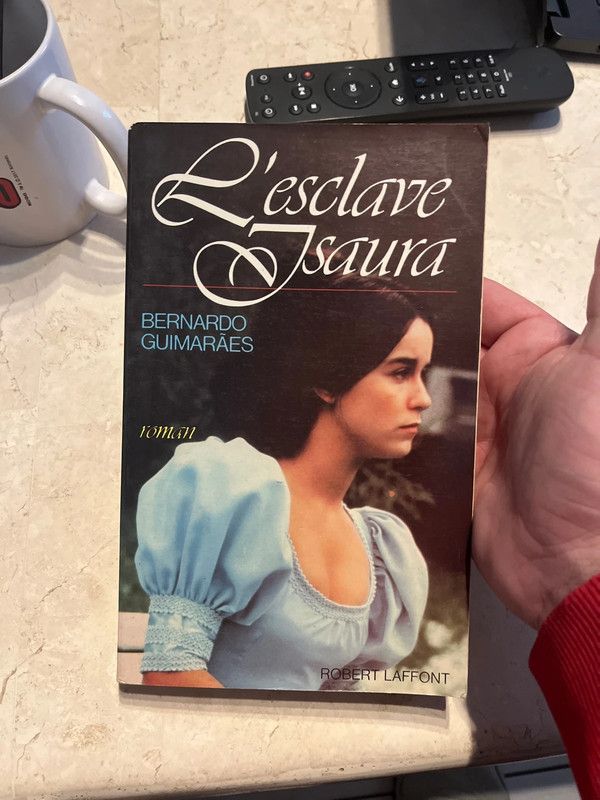 L'esclave
Isaura
BERNARDO
GUIMARÃES
roman
ROBERT LAFFONT